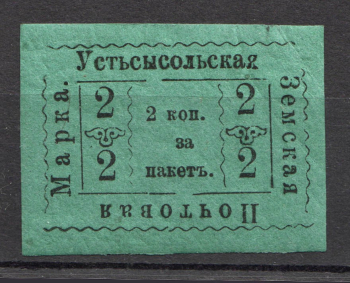 Устьсысольская
Земская
Почтовая
Марка.
2 2
2 коп.
за
пакетъ.
2 2